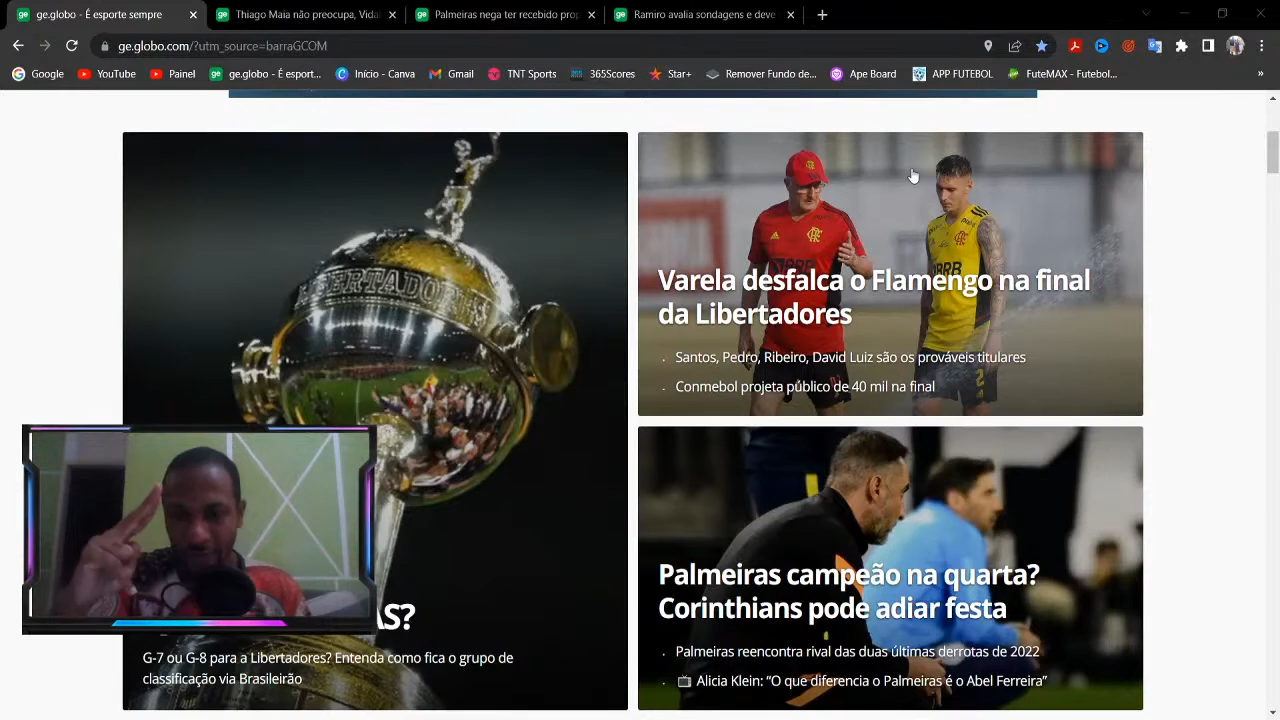 ge.globo - É esporte sempre
Thiago Maia não preocupa, Vida
Palmeiras nega ter recebido prop
Ramiro avalia sondagens e deve
ge.globo.com/?utm_source=barraGCOM
Google
YouTube
Painel
ge.globo - É esport...
Início - Canva
Gmail
TNT Sports
365Scores
Star+
Remover Fundo de...
Ape Board
APP FUTEBOL
FuteMAX - Futebol...
LIBERTADORES
Varela desfalca o Flamengo na final
da Libertadores
Santos, Pedro, Ribeiro, David Luiz são os prováveis titulares
Conmebol projeta público de 40 mil na final
AS?
G-7 ou G-8 para a Libertadores? Entenda como fica o grupo de
classificação via Brasileirão
Palmeiras campeão na quarta?
Corinthians pode adiar festa
Palmeiras reencontra rival das duas últimas derrotas de 2022
Alicia Klein: “O que diferencia o Palmeiras é o Abel Ferreira”